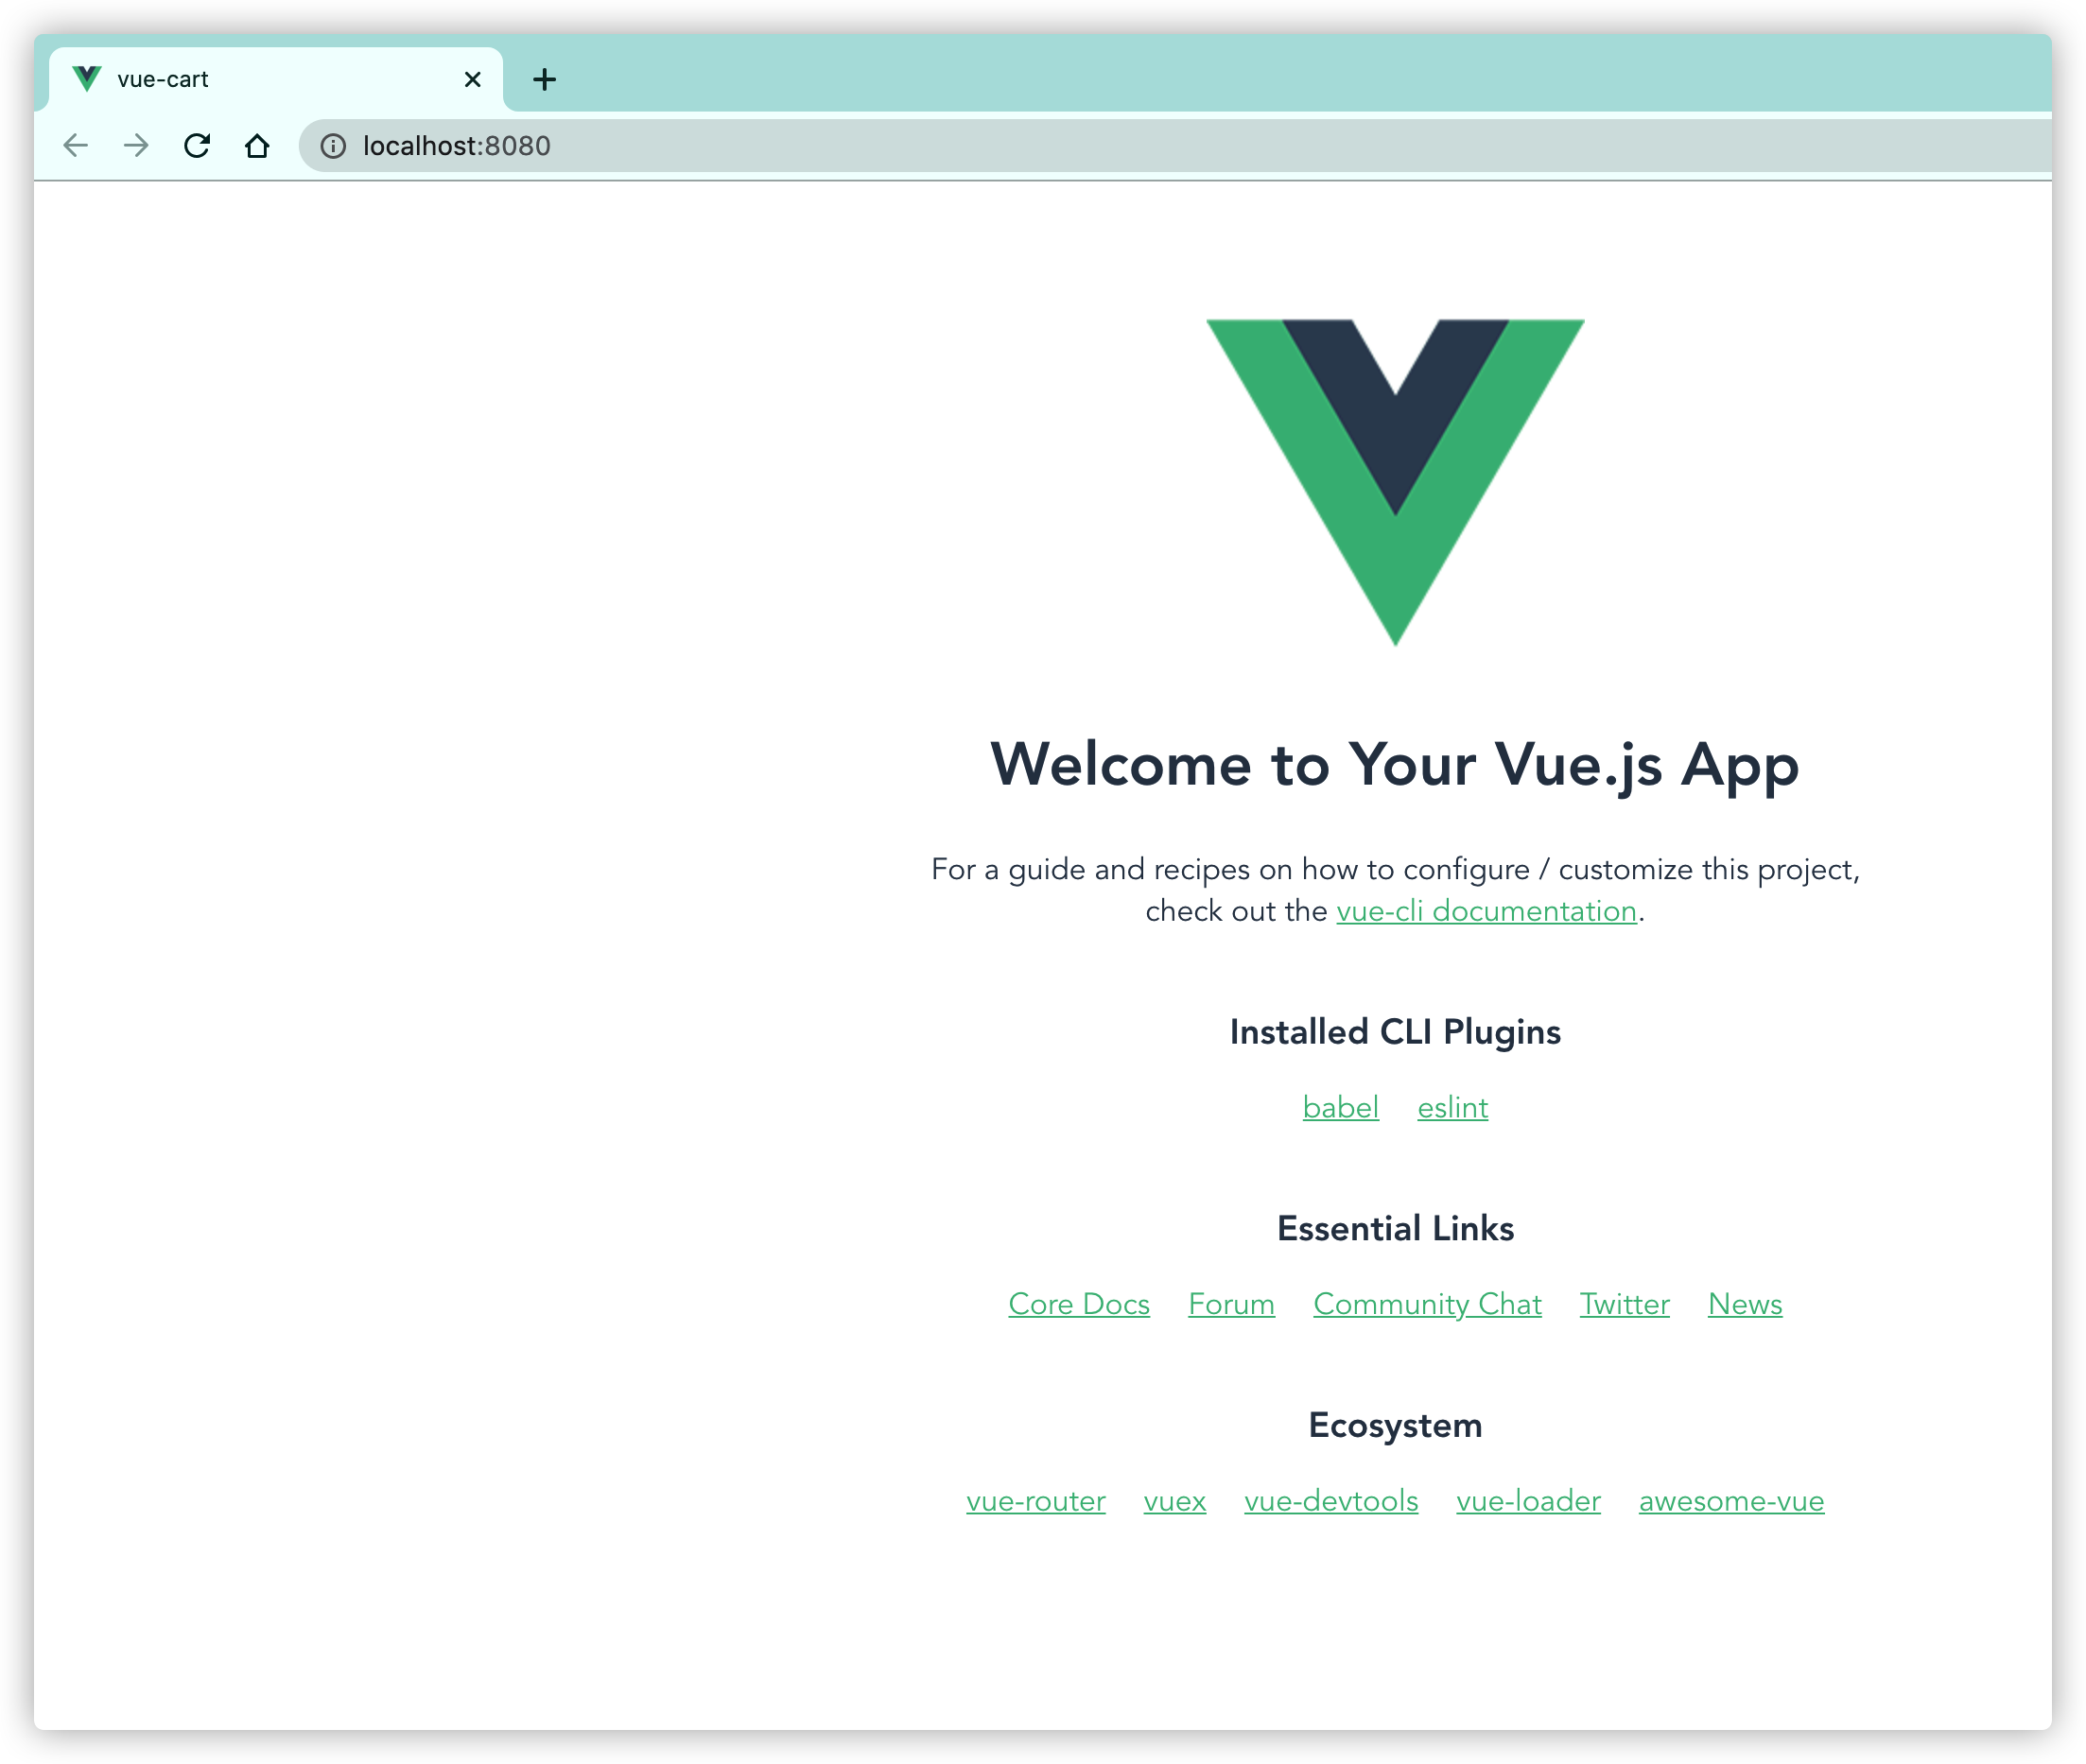 vue-cart
localhost:8080
Welcome to Your Vue.js App
For a guide and recipes on how to configure / customize this project,
check out the vue-cli documentation.
Installed CLI Plugins
babel eslint
Essential Links
Core Docs Forum Community Chat Twitter News
Ecosystem
vue-router vuex vue-devtools vue-loader awesome-vue